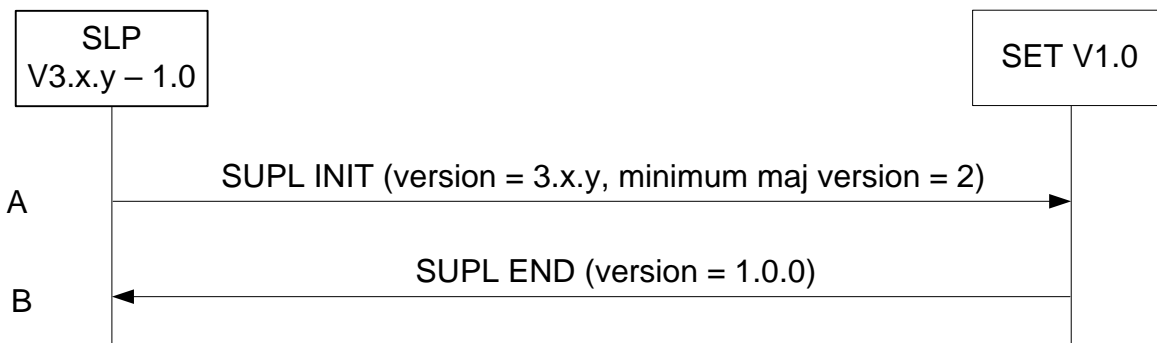 SLP
V3.x.y – 1.0
SET V1.0
SUPL INIT (version = 3.x.y, minimum maj version = 2)
A
SUPL END (version = 1.0.0)
B